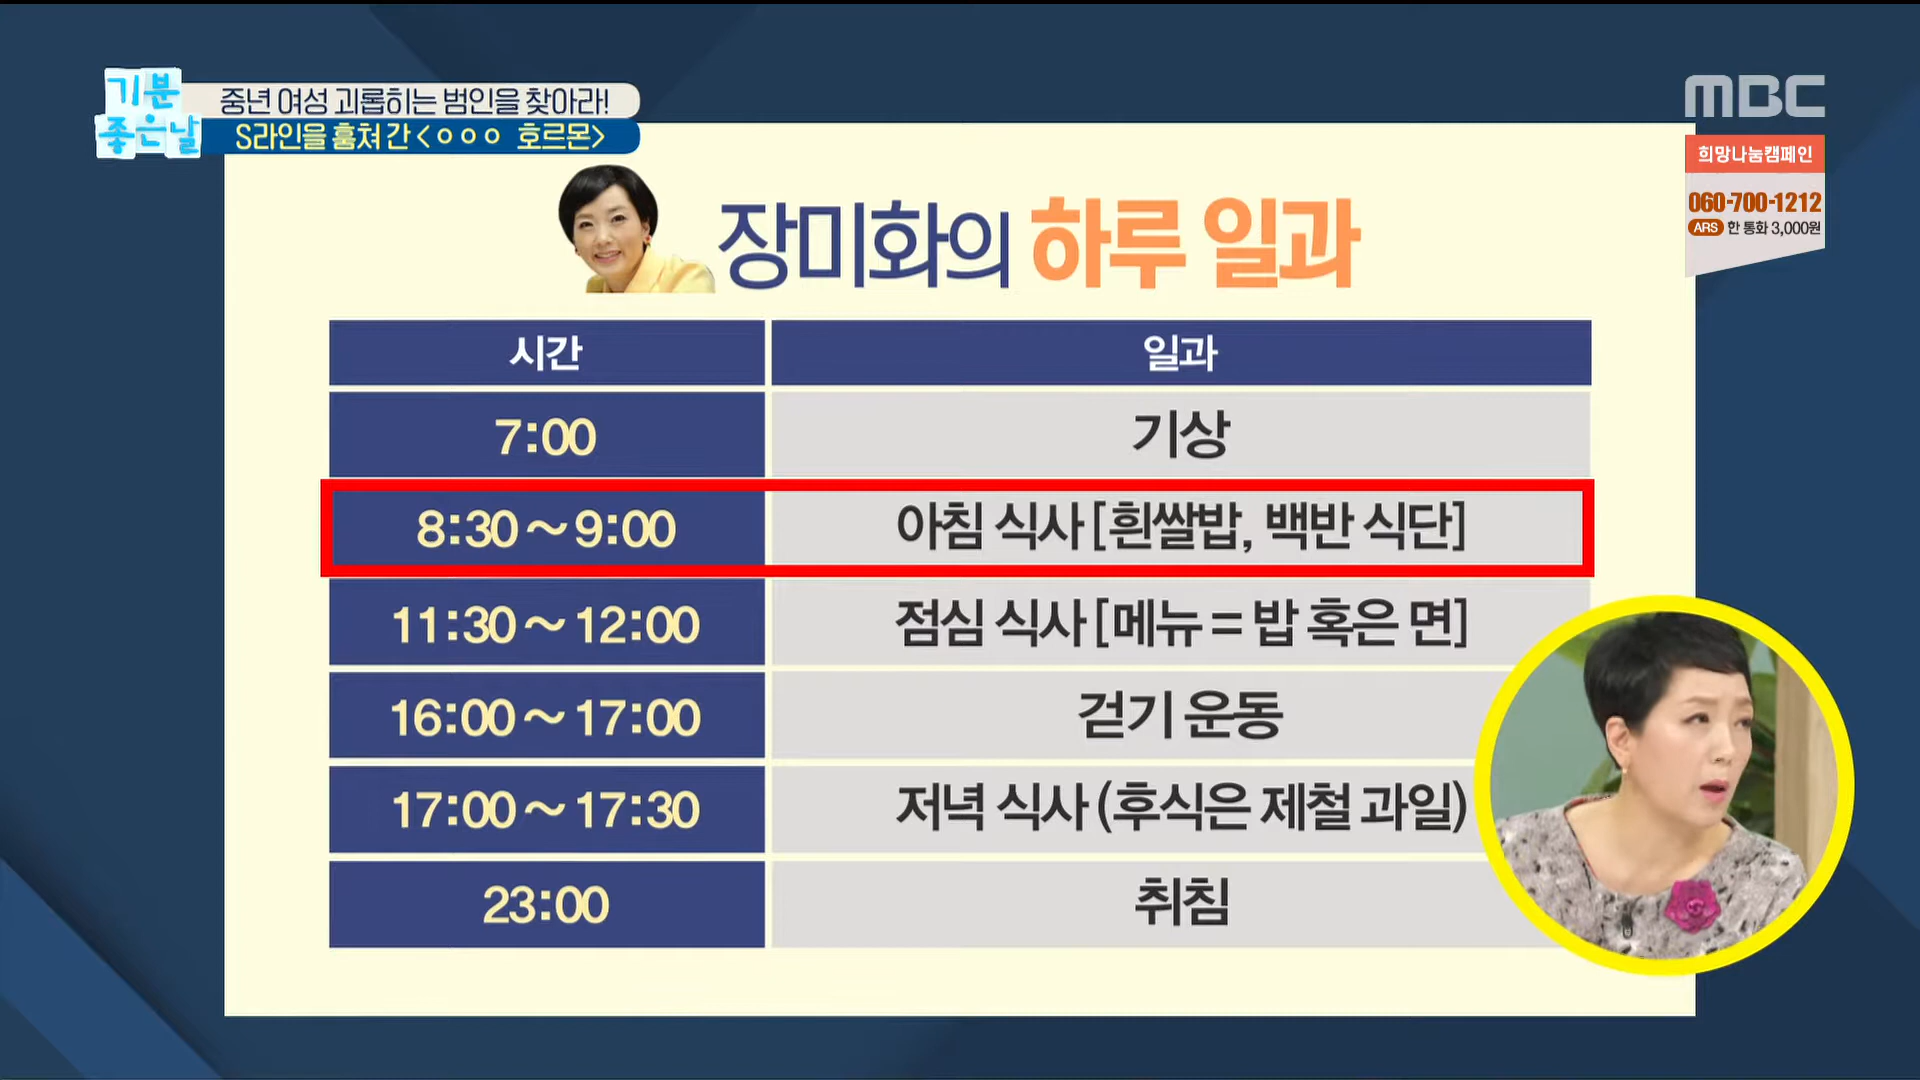 기분
좋은날
중년 여성 괴롭히는 범인을 찾아라!
S라인을 훔쳐 간 <ㅇㅇㅇ 호르몬>
MBC
희망나눔캠페인
060-700-1212
ARS 한 통화 3,000원
장미화의 하루 일과
시간 일과
7:00 기상
8:30~9:00 아침 식사 [흰쌀밥, 백반 식단]
11:30~12:00 점심 식사 [메뉴 = 밥 혹은 면]
16:00~17:00 걷기 운동
17:00~17:30 저녁 식사 (후식은 제철 과일)
23:00 취침